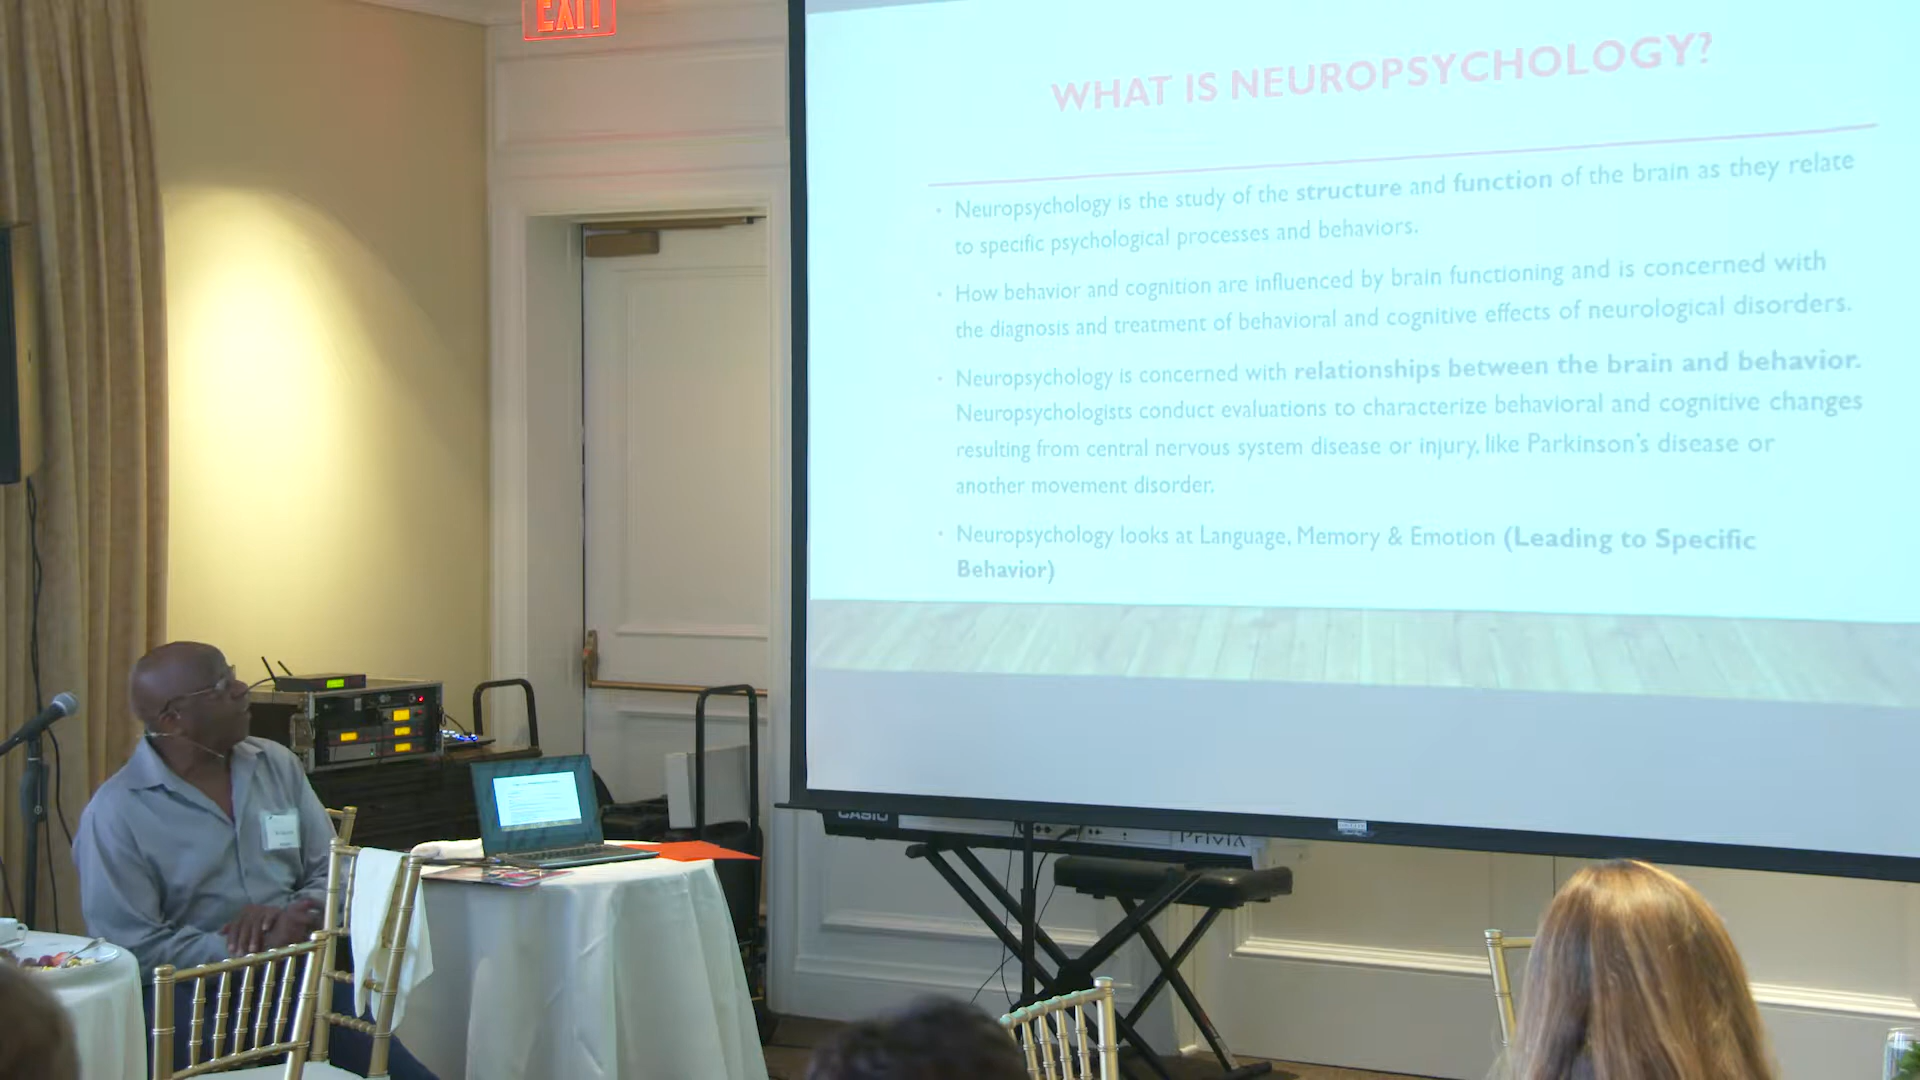 EXIT
WHAT IS NEUROPSYCHOLOGY?
• Neuropsychology is the study of the structure and function of the brain as they relate
to specific psychological processes and behaviors.
• How behavior and cognition are influenced by brain functioning and is concerned with
the diagnosis and treatment of behavioral and cognitive effects of neurological disorders.
• Neuropsychology is concerned with relationships between the brain and behavior.
Neuropsychologists conduct evaluations to characterize behavioral and cognitive changes
resulting from central nervous system disease or injury, like Parkinson's disease or
another movement disorder.
• Neuropsychology looks at Language, Memory & Emotion (Leading to Specific
Behavior)
CASIO
Privia